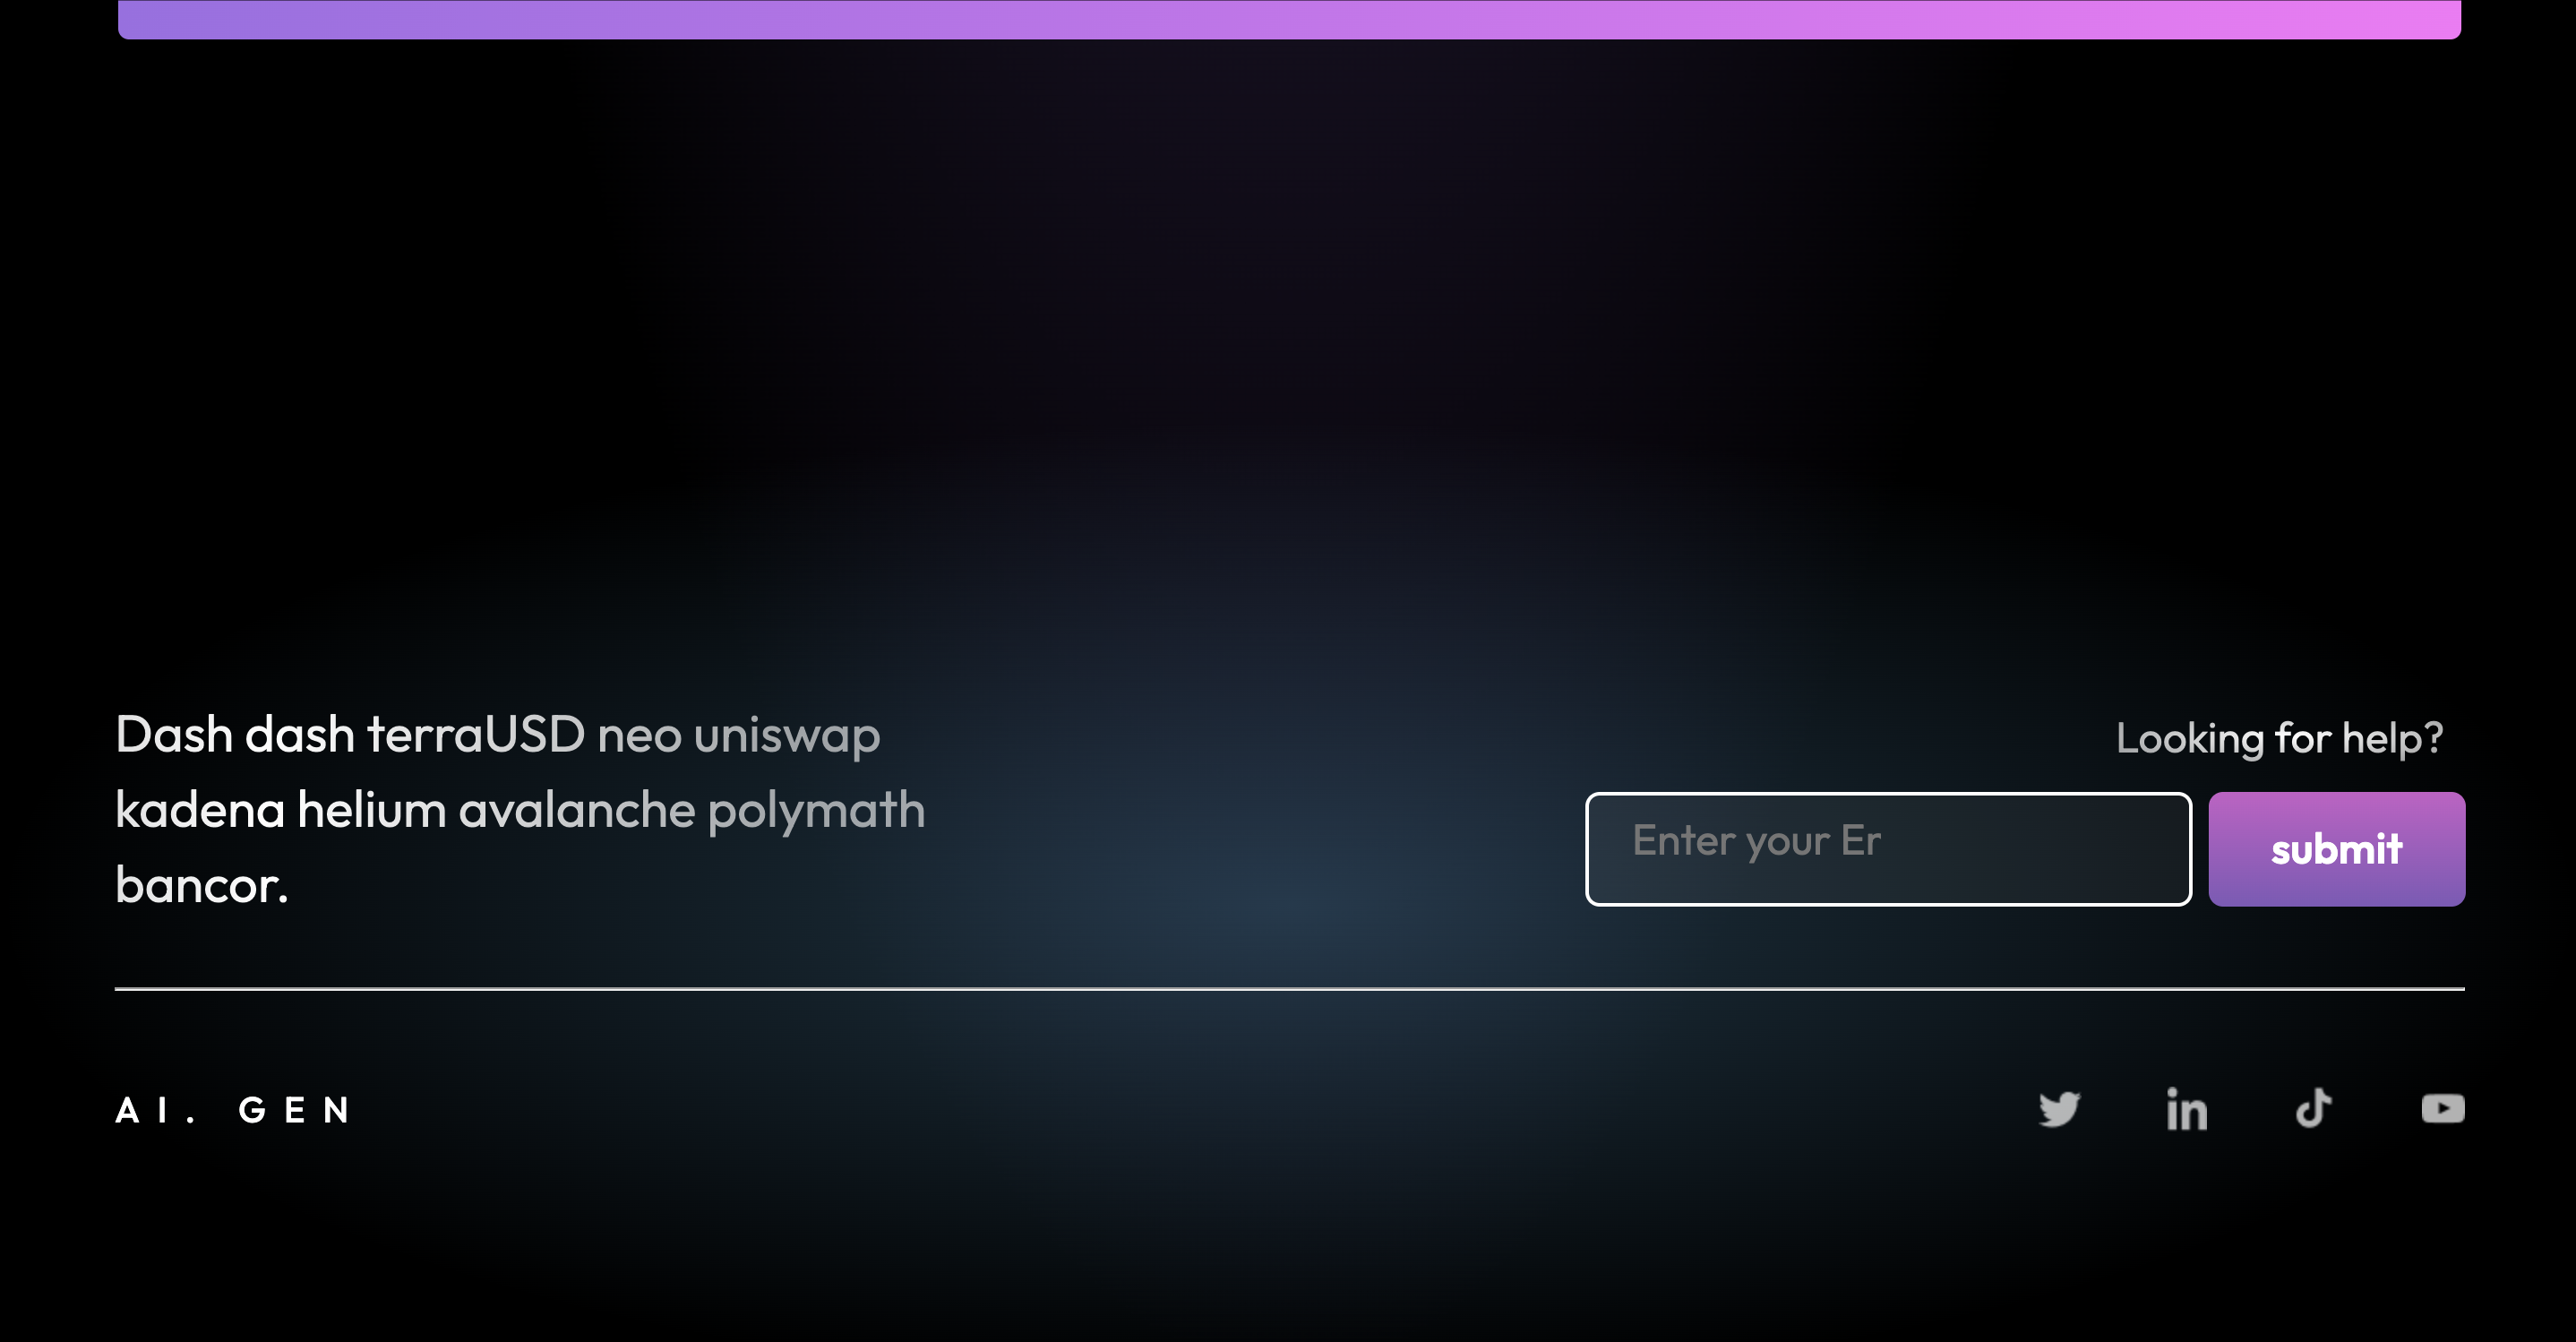 Dash dash terraUSD neo uniswap
kadena helium avalanche polymath
bancor.
Looking for help?
Enter your Er
submit
AI. GEN
in